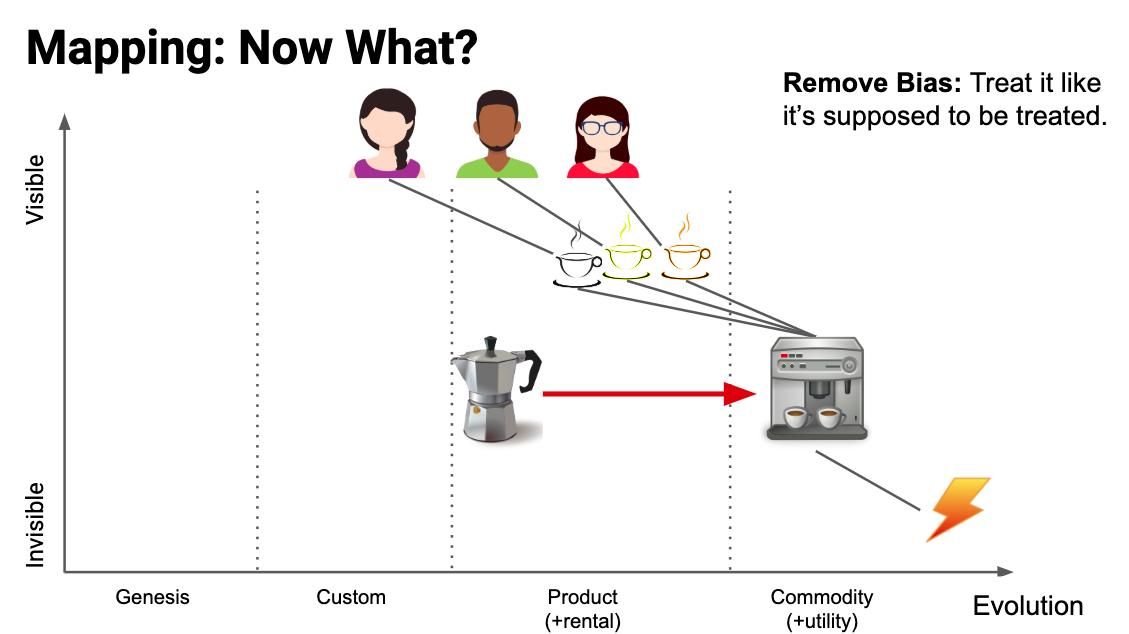 Mapping: Now What?
Remove Bias: Treat it like
it’s supposed to be treated.
Visible
Invisible
Genesis
Custom
Product
(+rental)
Commodity
(+utility)
Evolution